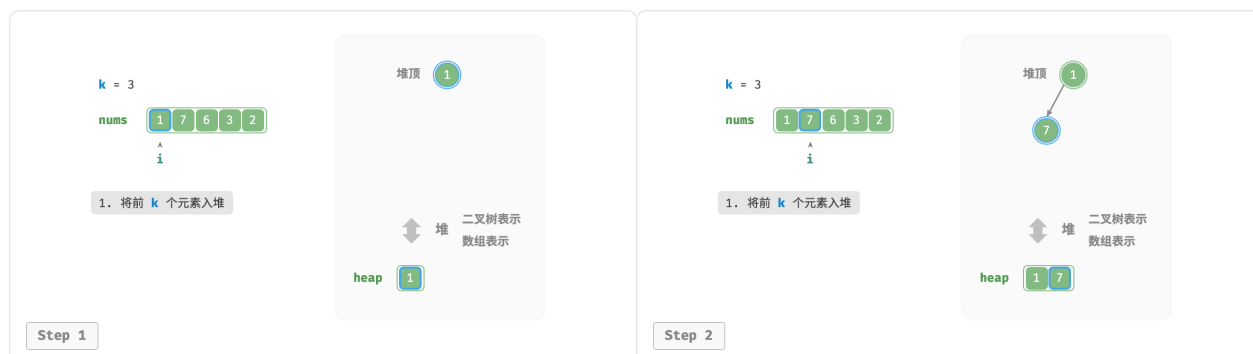 堆顶 1
k = 3
nums 1 7 6 3 2
i
1. 将前 k 个元素入堆
堆 二叉树表示
数组表示
heap 1
Step 1
堆顶 1
k = 3
nums 1 7 6 3 2
7
i
1. 将前 k 个元素入堆
堆 二叉树表示
数组表示
heap 1 7
Step 2